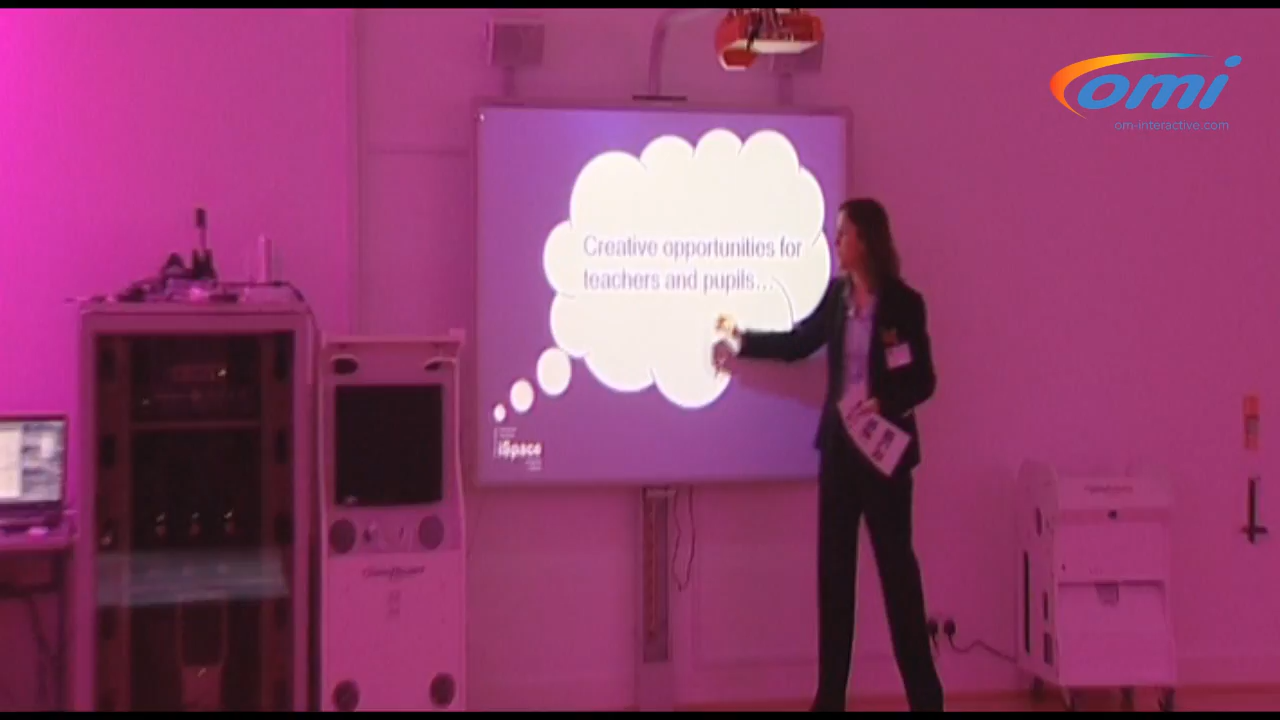 omi
om-interactive.com
Creative opportunities for
teachers and pupils...
iSpace